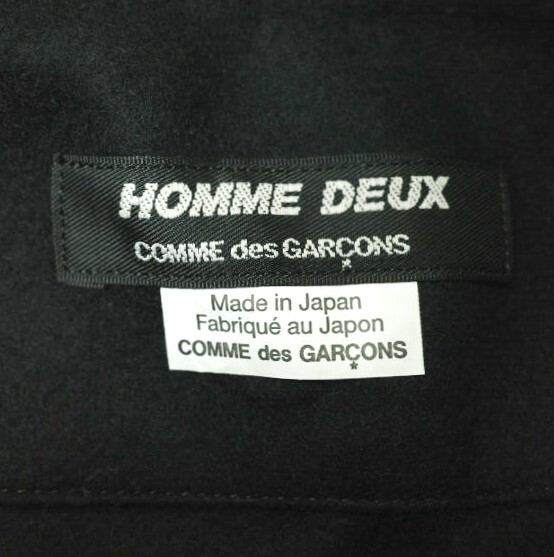 HOMME DEUX
COMME des GARÇONS
Made in Japan
Fabriqué au Japon
COMME des GARÇONS